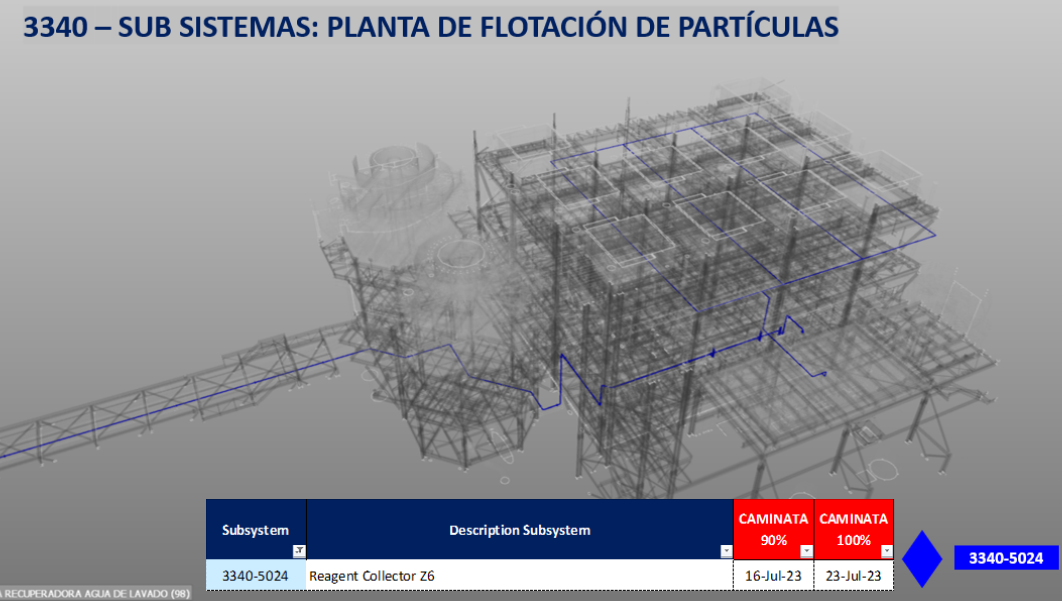 3340 – SUB SISTEMAS: PLANTA DE FLOTACIÓN DE PARTÍCULAS
Subsystem
Description Subsystem
CAMINATA
90%
CAMINATA
100%
3340-5024
Reagent Collector Z6
16-Jul-23
23-Jul-23
3340-5024
RECUPERADORA AGUA DE LAVADO (98)